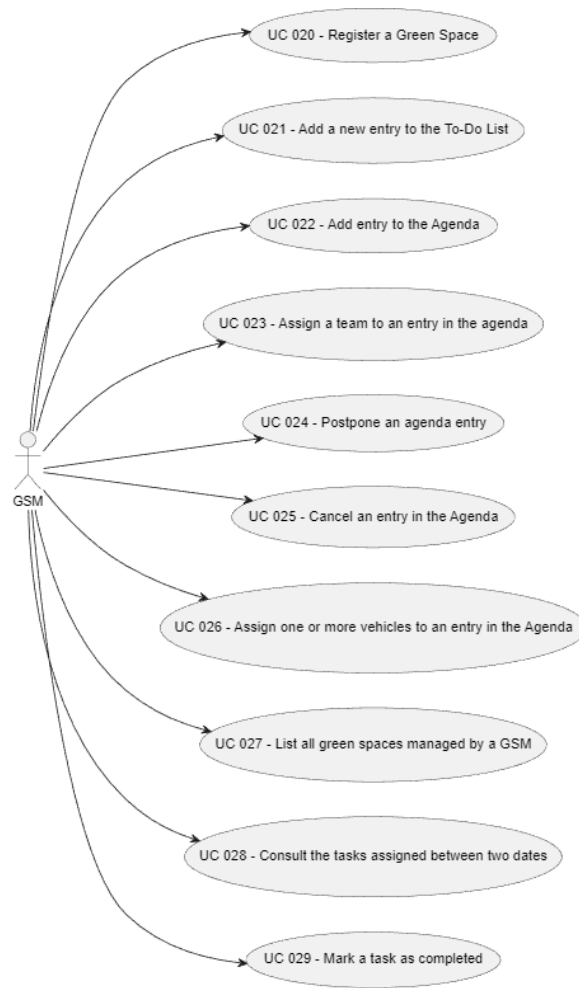 UC 020 - Register a Green Space
UC 021 - Add a new entry to the To-Do List
UC 022 - Add entry to the Agenda
UC 023 - Assign a team to an entry in the agenda
UC 024 - Postpone an agenda entry
GSM
UC 025 - Cancel an entry in the Agenda
UC 026 - Assign one or more vehicles to an entry in the Agenda
UC 027 - List all green spaces managed by a GSM
UC 028 - Consult the tasks assigned between two dates
UC 029 - Mark a task as completed